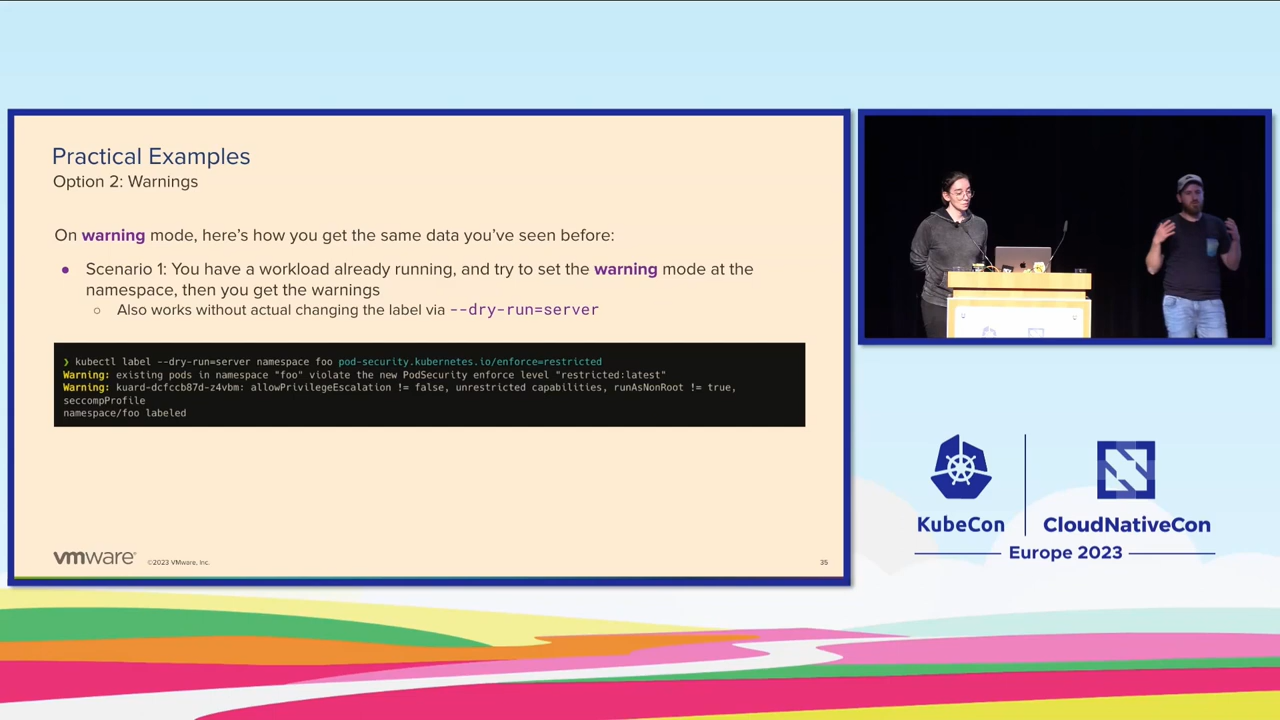 Practical Examples
Option 2: Warnings
On warning mode, here's how you get the same data you've seen before:
● Scenario 1: You have a workload already running, and try to set the warning mode at the
namespace, then you get the warnings
○ Also works without actual changing the label via --dry-run=server
❯ kubectl label --dry-run=server namespace foo pod-security.kubernetes.io/enforce=restricted
Warning: existing pods in namespace "foo" violate the new PodSecurity enforce level "restricted:latest"
Warning: kuard-dcfccb87d-z4vbm: allowPrivilegeEscalation != false, unrestricted capabilities, runAsNonRoot != true,
seccompProfile
namespace/foo labeled
vmware®
©2023 VMware, Inc.
35
KubeCon
CloudNativeCon
Europe 2023